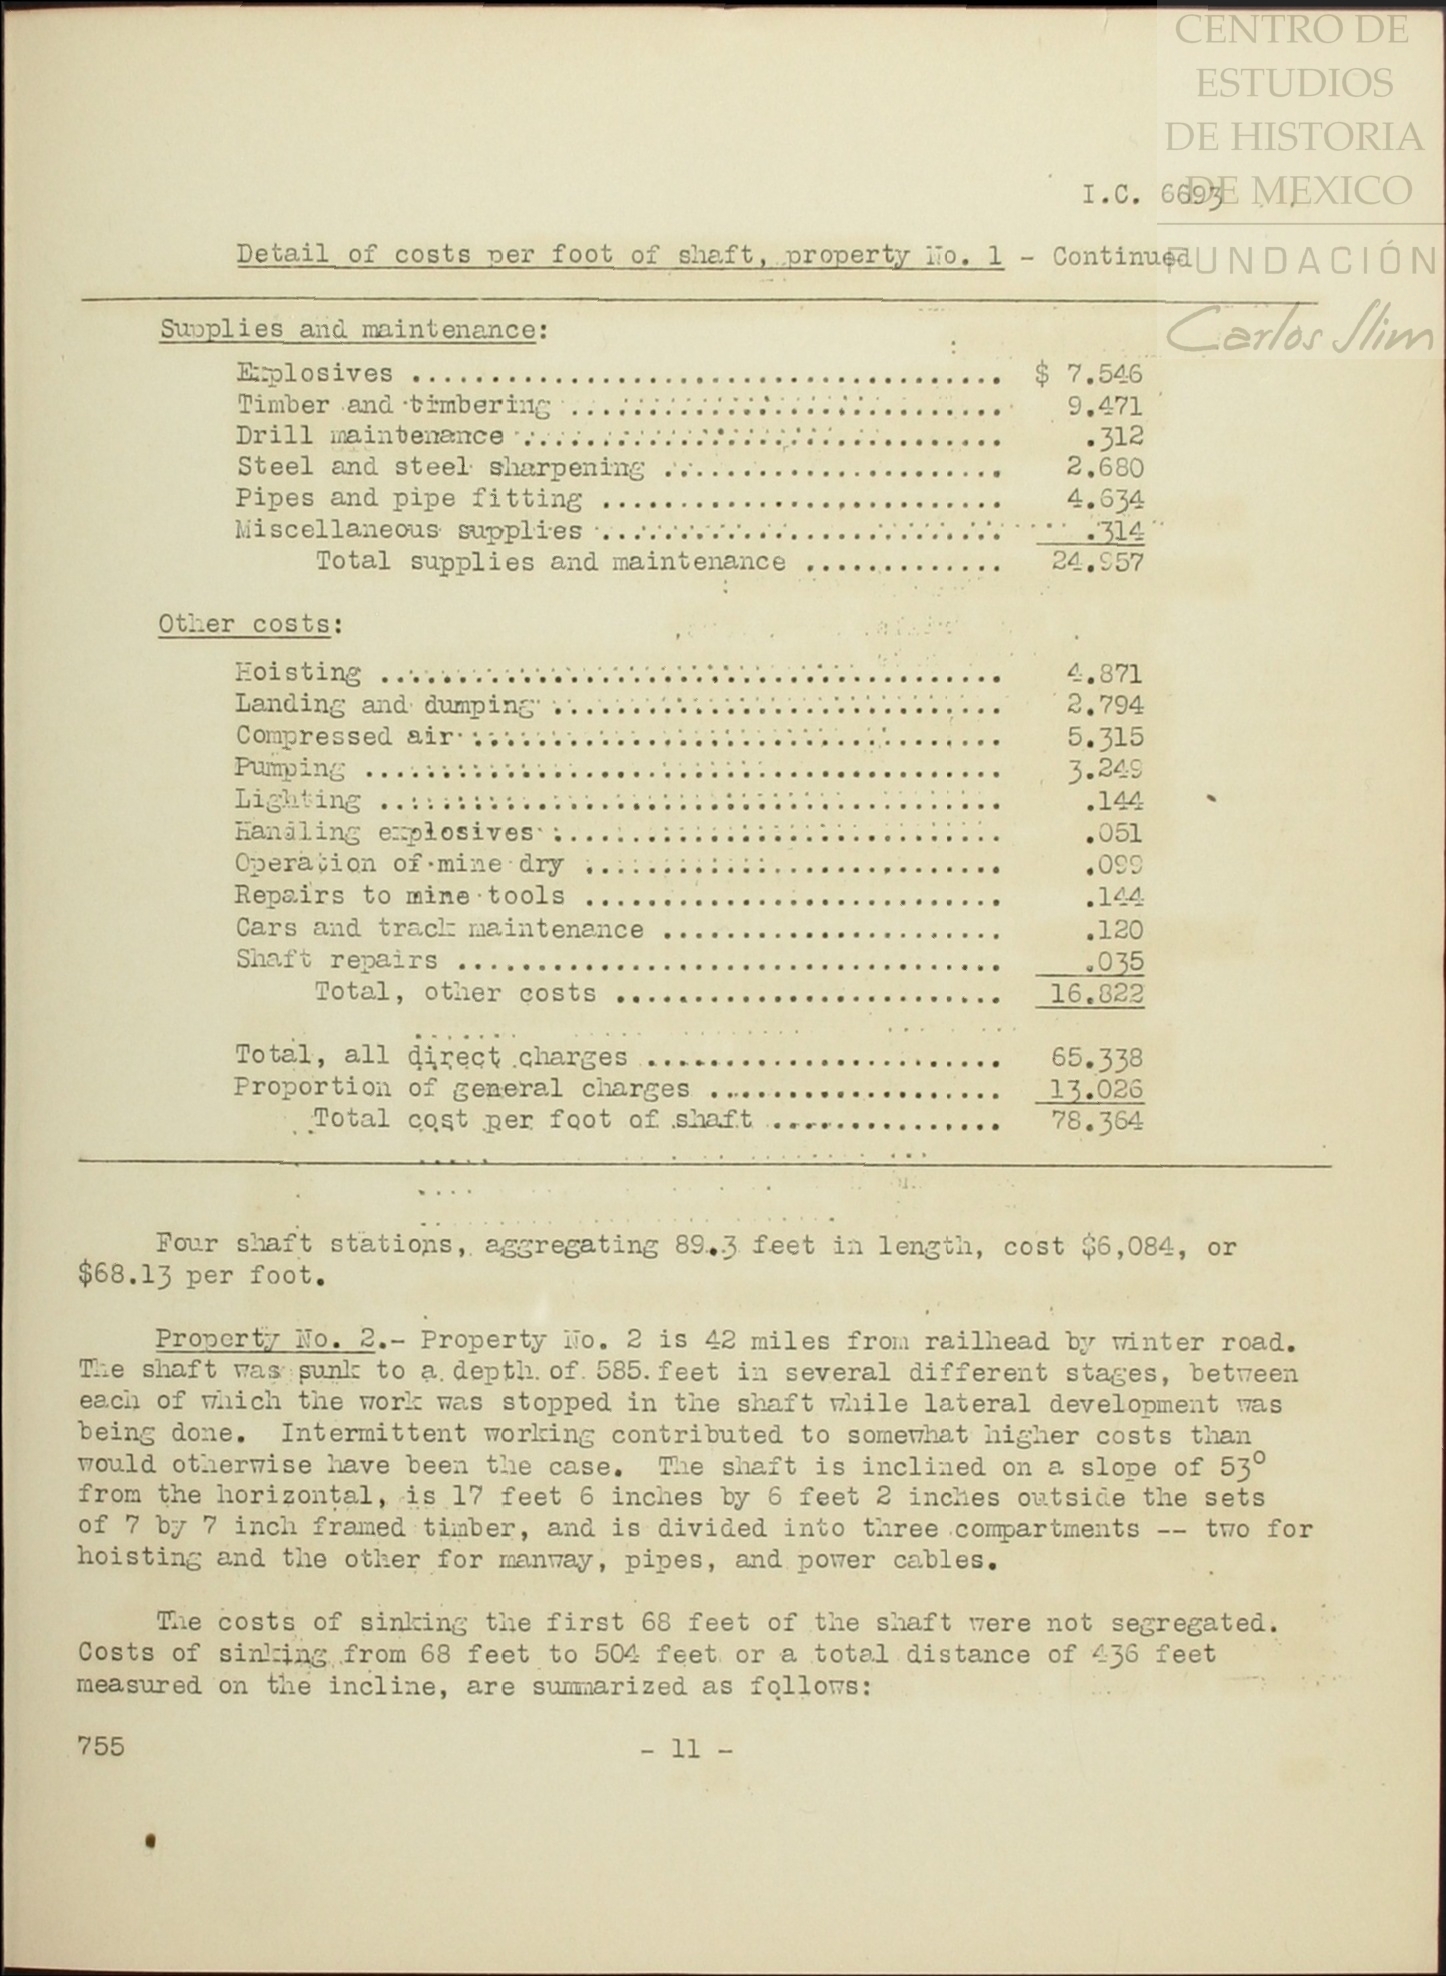 CENTRO DE
ESTUDIOS
DE HISTORIA
DE MEXICO
FUNDACIÓN
Carlos Slim
I.C. 6693
Detail of costs per foot of shaft, property No. 1 - Continued
Supplies and maintenance:
Explosives ...................................... $ 7.546
Timber and timbering ............................ 9.471
Drill maintenance ............................... .312
Steel and steel sharpening ...................... 2.680
Pipes and pipe fitting .......................... 4.634
Miscellaneous supplies .......................... .314
Total supplies and maintenance ............. 24.957
Other costs:
Hoisting ........................................ 4.871
Landing and dumping ............................. 2.794
Compressed air .................................. 5.315
Pumping ......................................... 3.249
Lighting ........................................ .144
Handling explosives ............................. .051
Operation of mine dry ........................... .099
Repairs to mine tools ........................... .144
Cars and track maintenance ...................... .120
Shaft repairs ................................... .035
Total, other costs ......................... 16.822
Total, all direct charges ....................... 65.338
Proportion of general charges ................... 13.026
Total cost per foot of shaft ............... 78.364
Four shaft stations, aggregating 89.3 feet in length, cost $6,084, or
$68.13 per foot.
Property No. 2.- Property No. 2 is 42 miles from railhead by winter road.
The shaft was sunk to a depth of 585 feet in several different stages, between
each of which the work was stopped in the shaft while lateral development was
being done. Intermittent working contributed to somewhat higher costs than
would otherwise have been the case. The shaft is inclined on a slope of 53°
from the horizontal, is 17 feet 6 inches by 6 feet 2 inches outside the sets
of 7 by 7 inch framed timber, and is divided into three compartments -- two for
hoisting and the other for manway, pipes, and power cables.
The costs of sinking the first 68 feet of the shaft were not segregated.
Costs of sinking from 68 feet to 504 feet or a total distance of 436 feet
measured on the incline, are summarized as follows:
755
- 11 -